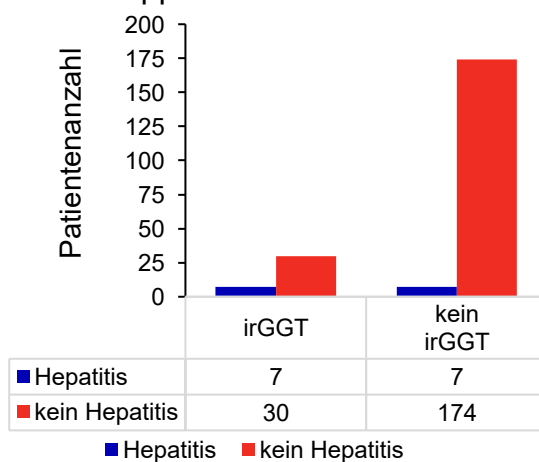 200
175
150
125
100
75
50
25
0
Patientenanzahl
irGGT
kein
irGGT
Hepatitis 7 7
kein Hepatitis 30 174
Hepatitis kein Hepatitis